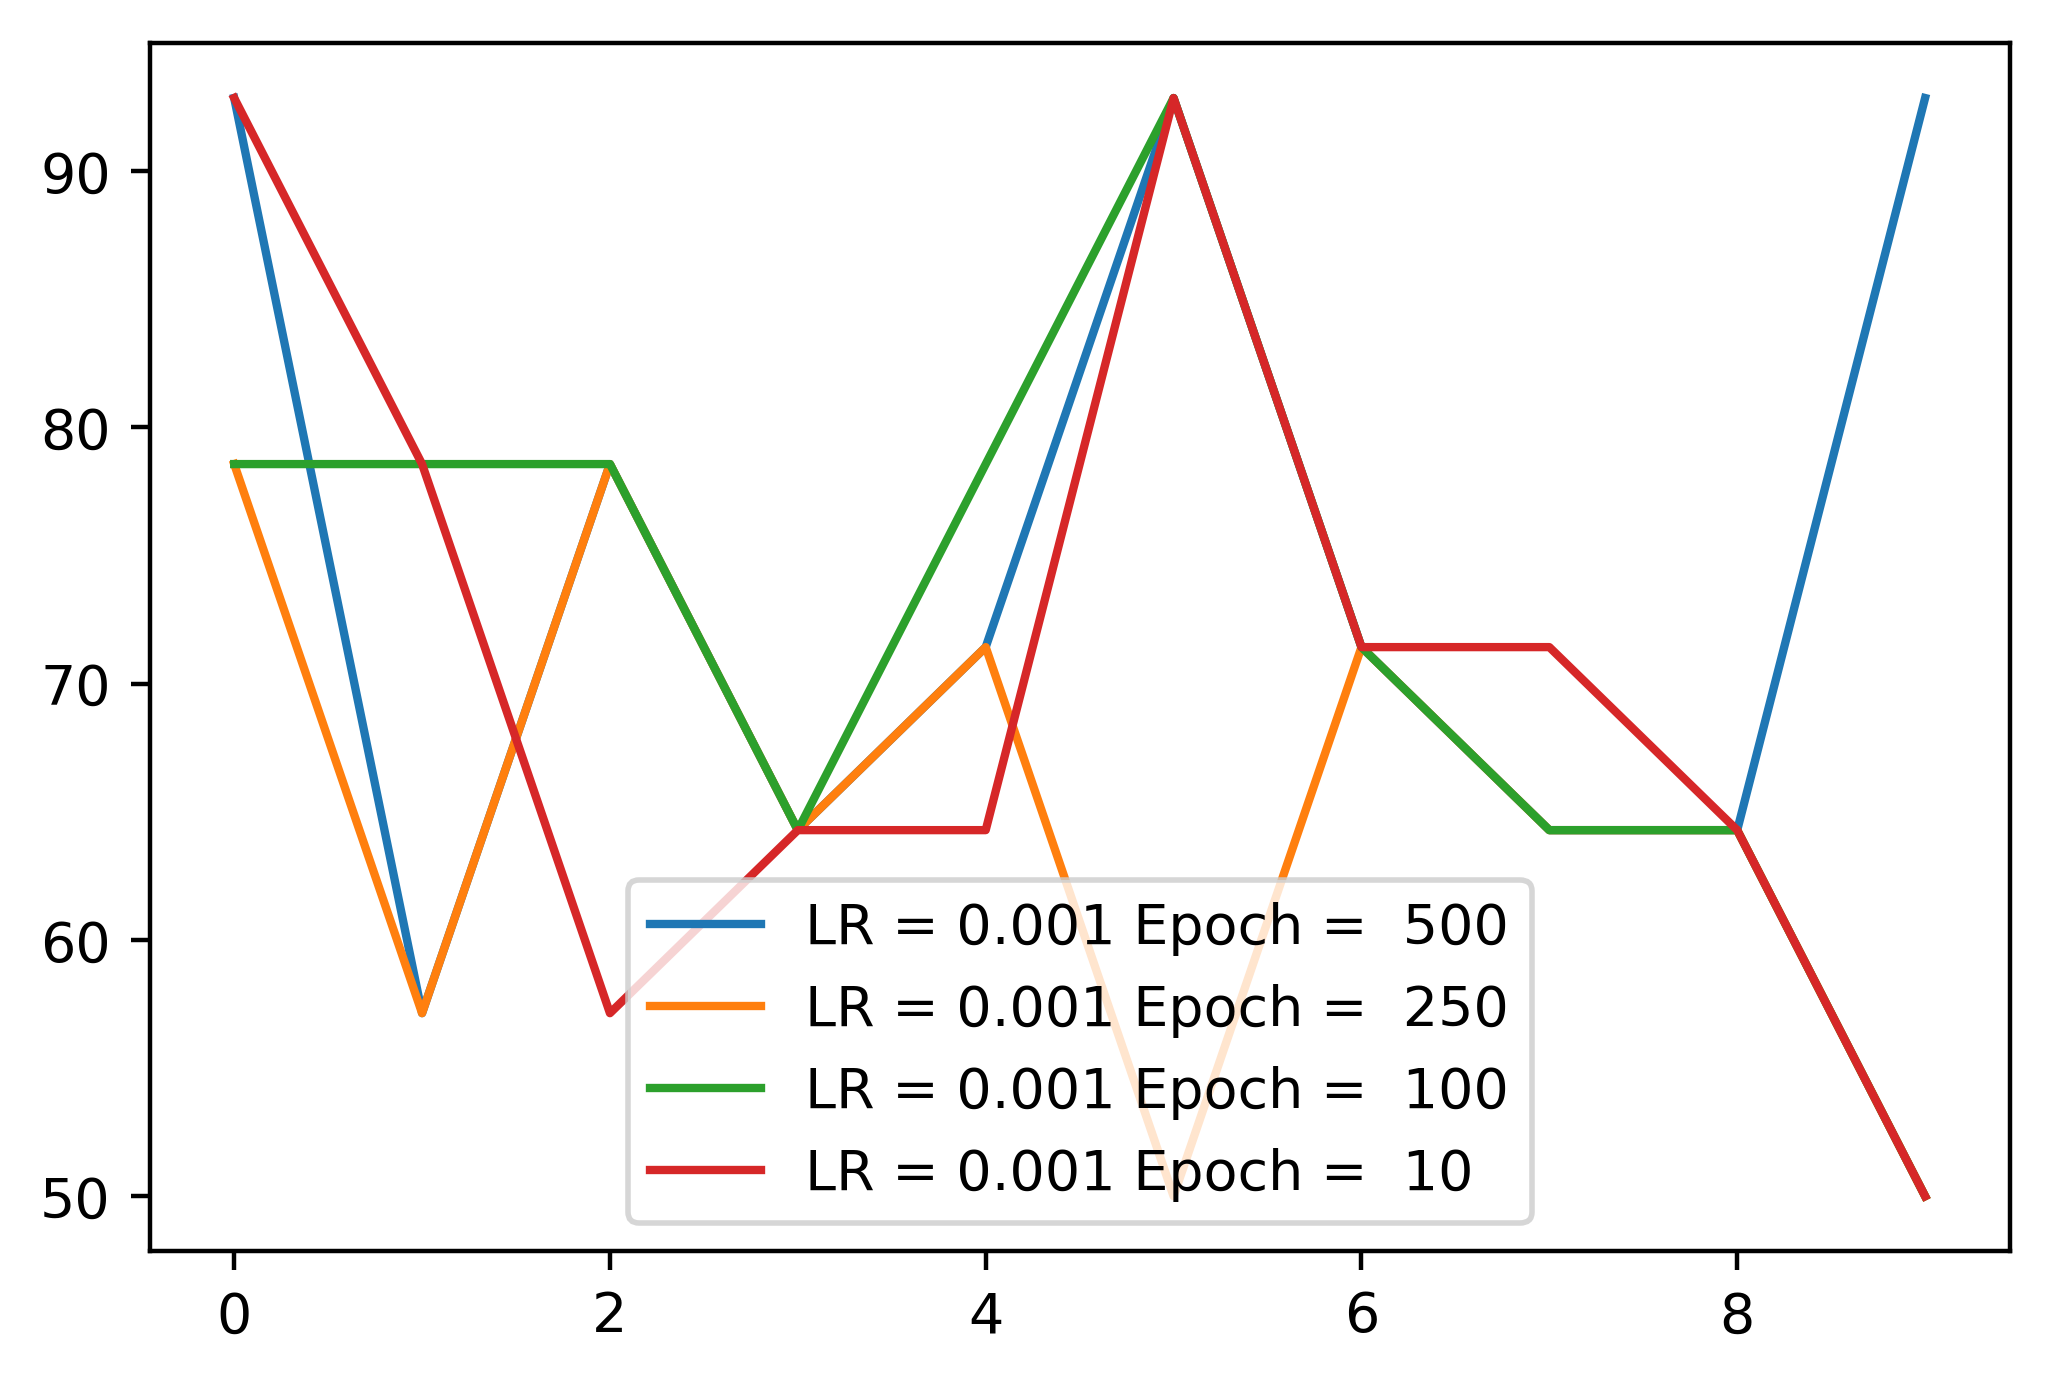 90
80
70
60
50
LR = 0.001 Epoch =  500
LR = 0.001 Epoch =  250
LR = 0.001 Epoch =  100
LR = 0.001 Epoch =  10
0 2 4 6 8